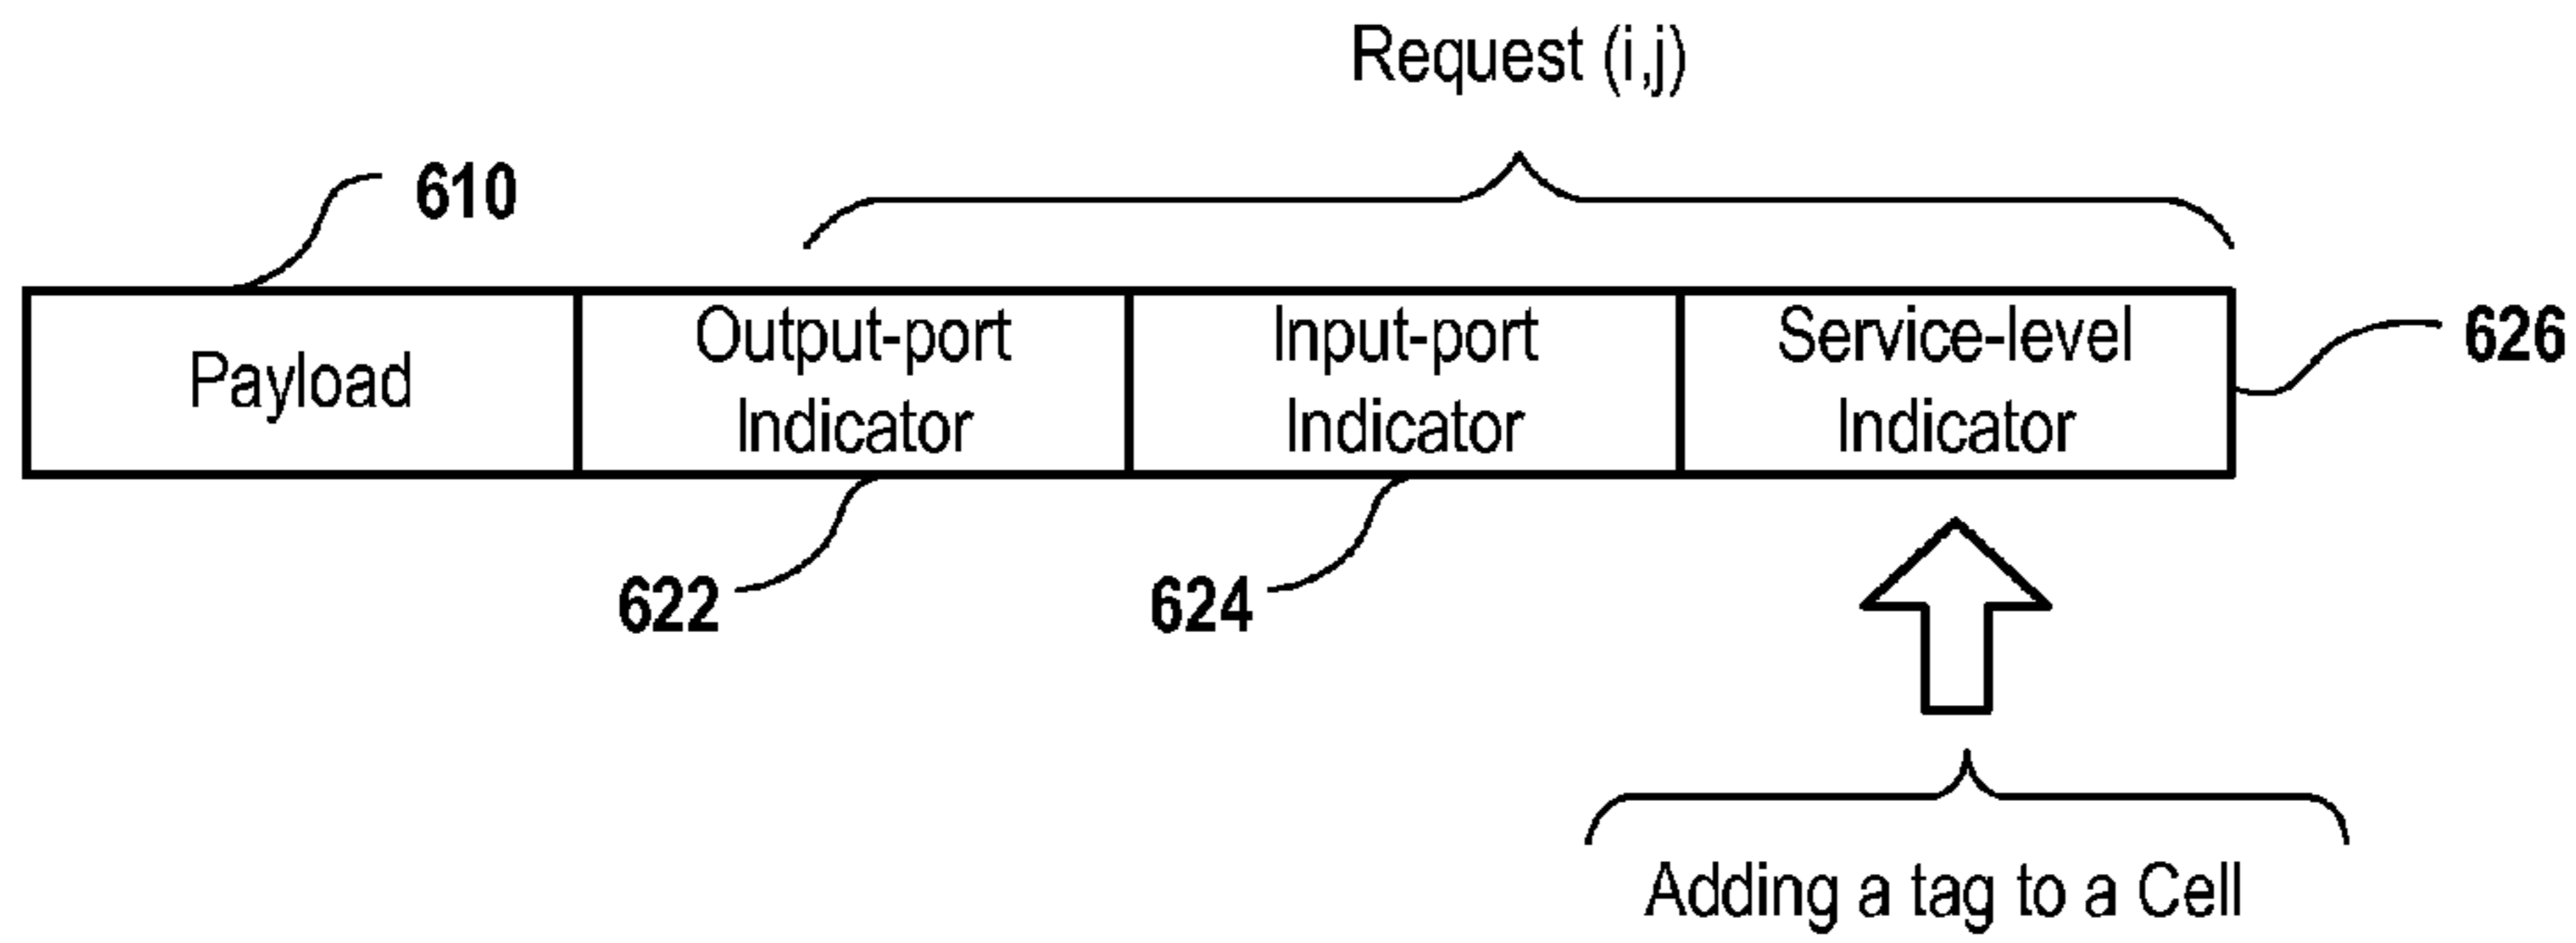 Request (i,j)
610
Payload
Output-port
Indicator
Input-port
Indicator
Service-level
Indicator
626
622
624
Adding a tag to a Cell